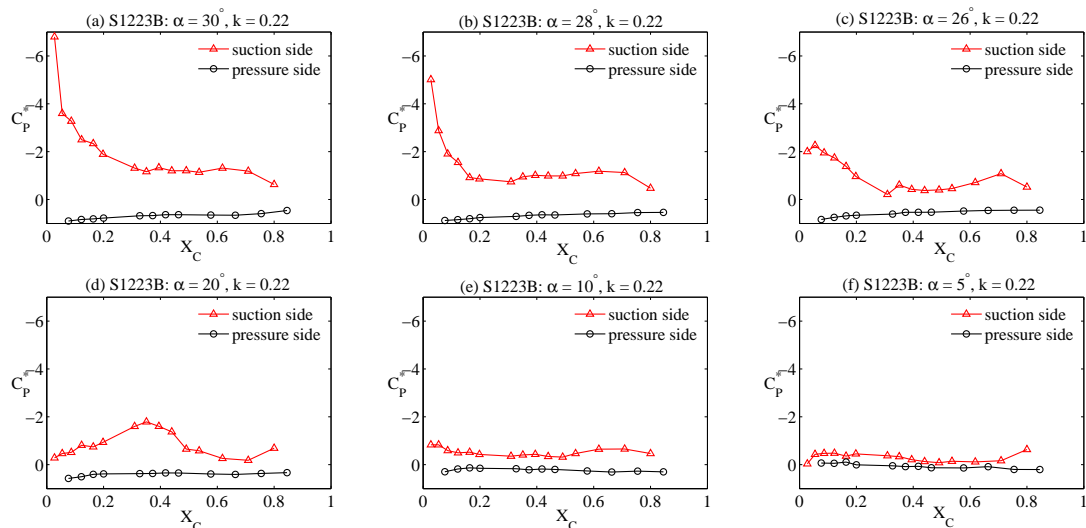 (a) S1223B: α = 30°, k = 0.22
(b) S1223B: α = 28°, k = 0.22
(c) S1223B: α = 26°, k = 0.22
−6
−4
−2
0
C_P^*
suction side
pressure side
0 0.2 0.4 0.6 0.8 1
X_C
−6
−4
−2
0
C_P^*
suction side
pressure side
0 0.2 0.4 0.6 0.8 1
X_C
−6
−4
−2
0
C_P^*
suction side
pressure side
0 0.2 0.4 0.6 0.8 1
X_C
(d) S1223B: α = 20°, k = 0.22
(e) S1223B: α = 10°, k = 0.22
(f) S1223B: α = 5°, k = 0.22
−6
−4
−2
0
C_P^*
suction side
pressure side
0 0.2 0.4 0.6 0.8 1
X_C
−6
−4
−2
0
C_P^*
suction side
pressure side
0 0.2 0.4 0.6 0.8 1
X_C
−6
−4
−2
0
C_P^*
suction side
pressure side
0 0.2 0.4 0.6 0.8 1
X_C